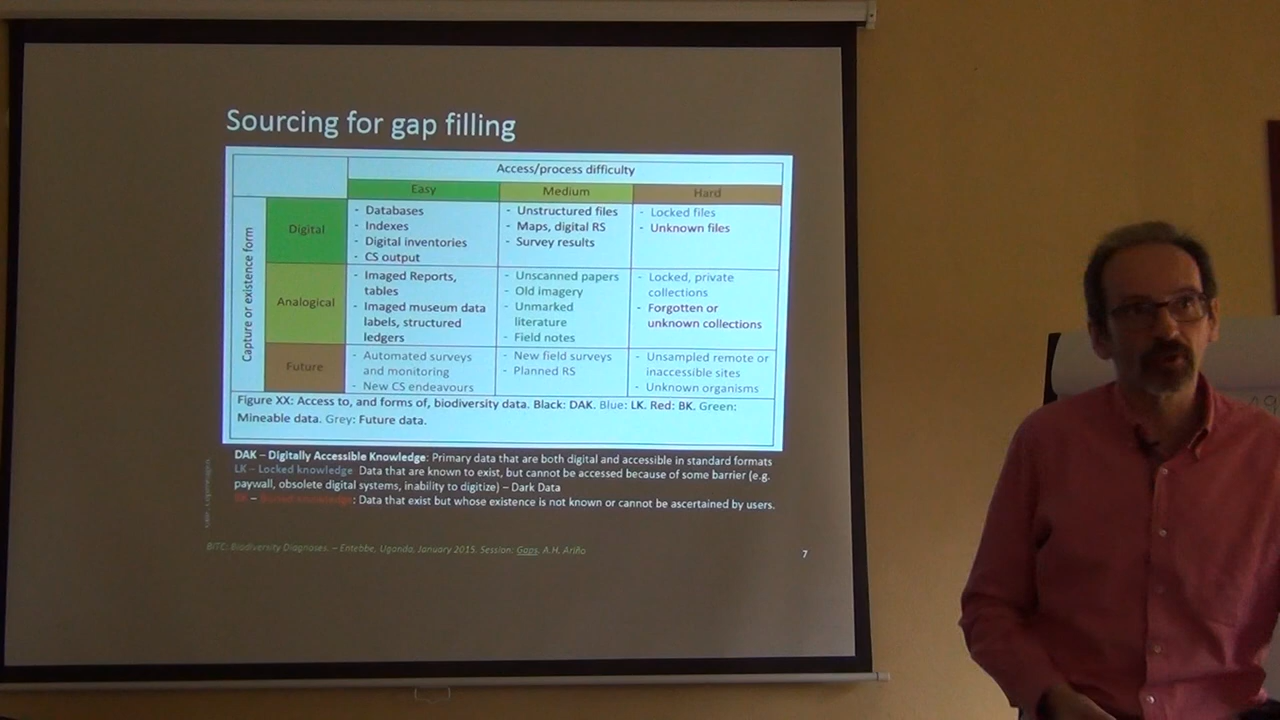 Sourcing for gap filling
Access/process difficulty
Easy Medium Hard
Capture or existence form
Digital
- Databases
- Indexes
- Digital inventories
- CS output
- Unstructured files
- Maps, digital RS
- Survey results
- Locked files
- Unknown files
Analogical
- Imaged Reports,
tables
- Imaged museum data
labels, structured
ledgers
- Unscanned papers
- Old imagery
- Unmarked
literature
- Field notes
- Locked, private
collections
- Forgotten or
unknown collections
Future
- Automated surveys
and monitoring
- New CS endeavours
- New field surveys
- Planned RS
- Unsampled remote or
inaccessible sites
- Unknown organisms
Figure XX: Access to, and forms of, biodiversity data. Black: DAK. Blue: LK. Red: BK. Green:
Mineable data. Grey: Future data.
DAK – Digitally Accessible Knowledge: Primary data that are both digital and accessible in standard formats
LK – Locked knowledge Data that are known to exist, but cannot be accessed because of some barrier (e.g.
paywall, obsolete digital systems, inability to digitize) – Dark Data
BK – Buried knowledge: Data that exist but whose existence is not known or cannot be ascertained by users.
BITC: Biodiversity Diagnoses. – Entebbe, Uganda, January 2015. Session: Gaps. A.H. Ariño
7